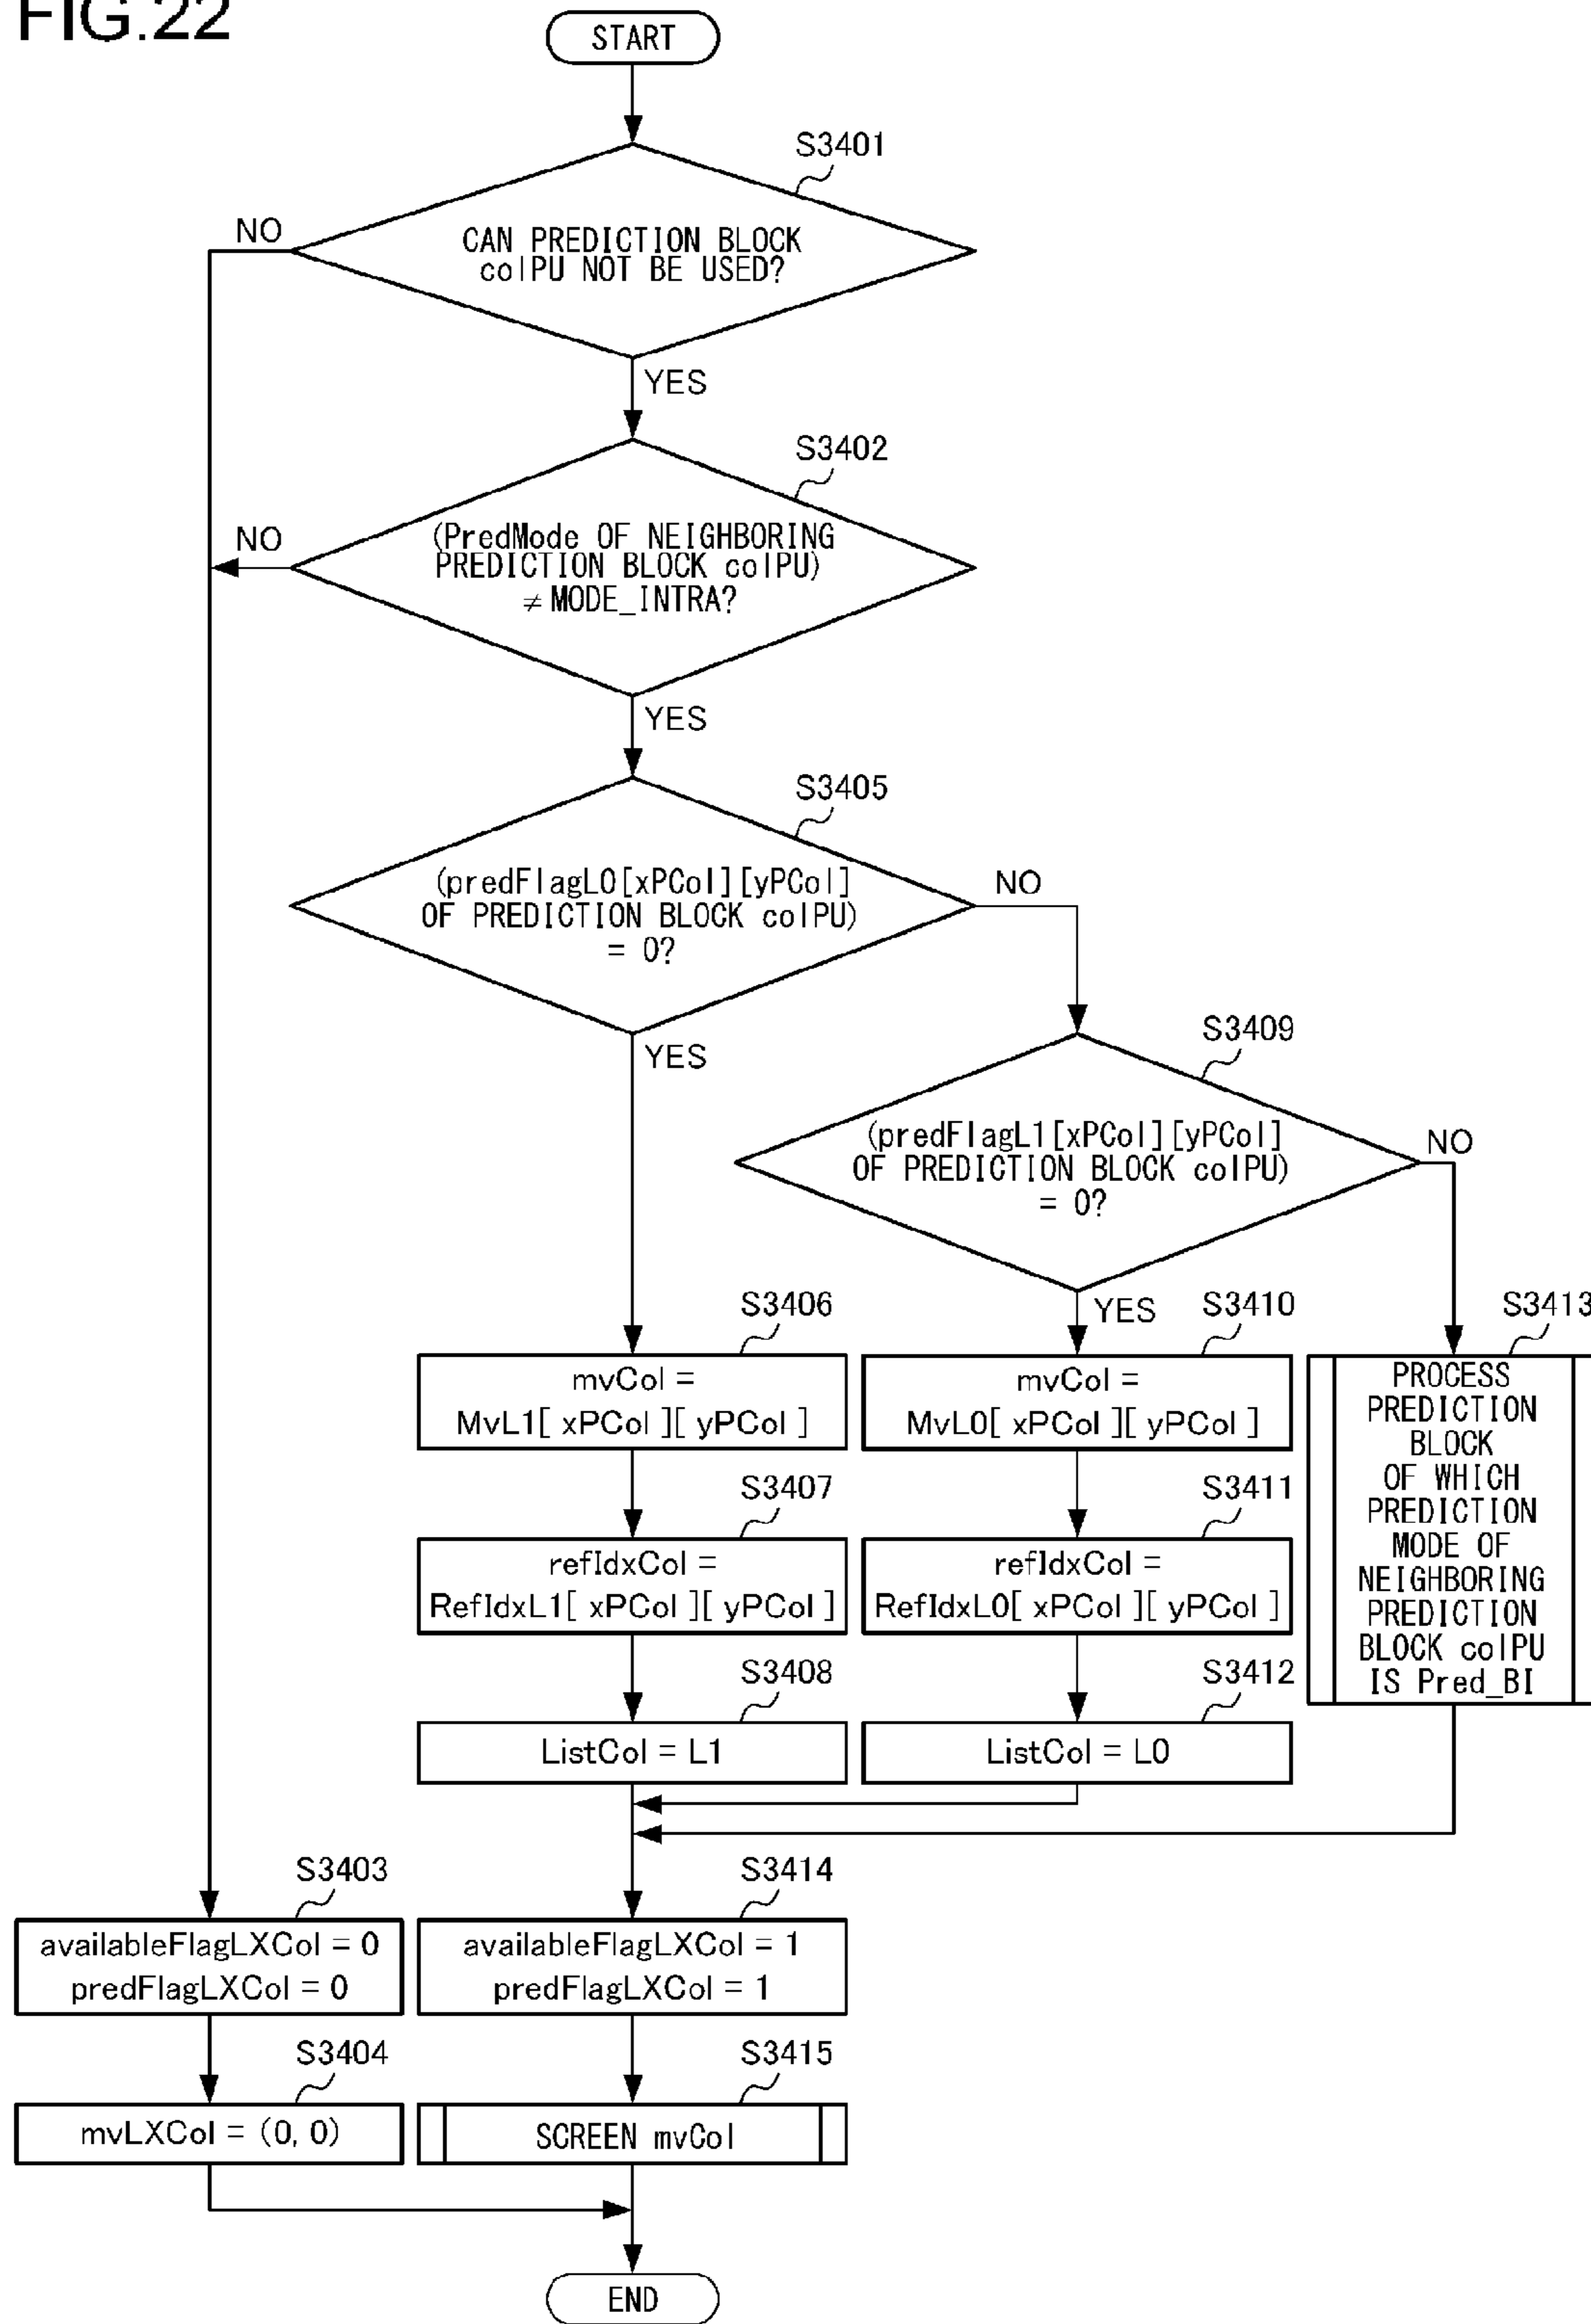 FIG.22
START
S3401
CAN PREDICTION BLOCK
colPU NOT BE USED?
NO
YES
S3402
(PredMode OF NEIGHBORING
PREDICTION BLOCK colPU)
≠ MODE_INTRA?
NO
YES
S3405
(predFlagL0[xPCol][yPCol]
OF PREDICTION BLOCK colPU)
= 0?
NO
YES
S3409
(predFlagL1[xPCol][yPCol]
OF PREDICTION BLOCK colPU)
= 0?
NO
YES
S3406
mvCol =
MvL1[ xPCol ][ yPCol ]
S3410
mvCol =
MvL0[ xPCol ][ yPCol ]
S3413
PROCESS
PREDICTION
BLOCK
OF WHICH
PREDICTION
MODE OF
NEIGHBORING
PREDICTION
BLOCK colPU
IS Pred_BI
S3407
refIdxCol =
RefIdxL1[ xPCol ][ yPCol ]
S3411
refIdxCol =
RefIdxL0[ xPCol ][ yPCol ]
S3408
ListCol = L1
S3412
ListCol = L0
S3403
availableFlagLXCol = 0
predFlagLXCol = 0
S3414
availableFlagLXCol = 1
predFlagLXCol = 1
S3404
mvLXCol = (0, 0)
S3415
SCREEN mvCol
END